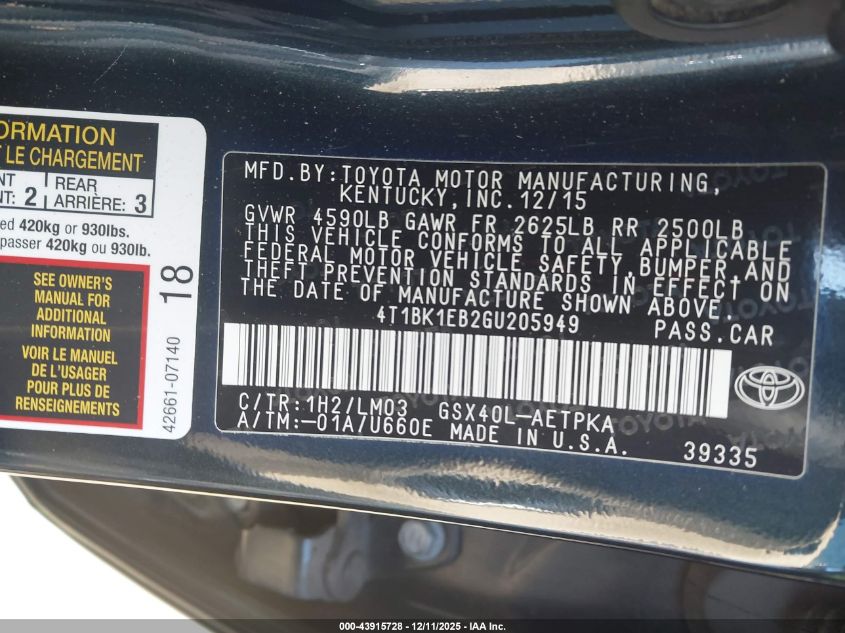 ORMATION
T LE CHARGEMENT
NT 2 REAR 3
NT: ARRIÈRE:
ed 420kg or 930lbs.
passer 420kg ou 930lb.
SEE OWNER'S
MANUAL FOR
ADDITIONAL
INFORMATION
VOIR LE MANUEL
DE L'USAGER
POUR PLUS DE
RENSEIGNEMENTS
18
42661-07140
MFD.BY:TOYOTA MOTOR MANUFACTURING,
KENTUCKY,INC.12/15
GVWR 4590LB GAWR FR 2625LB RR 2500LB
THIS VEHICLE CONFORMS TO ALL APPLICABLE
FEDERAL MOTOR VEHICLE SAFETY,BUMPER,AND
THEFT PREVENTION STANDARDS IN EFFECT ON
THE DATE OF MANUFACTURE SHOWN ABOVE.
4T1BK1EB2GU205949 PASS.CAR
C/TR:1H2/LM03 GSX40L-AETPKA
A/TM:-01A/U660E MADE IN U.S.A.
39335
000-43915728 - 12/11/2025 - IAA Inc.